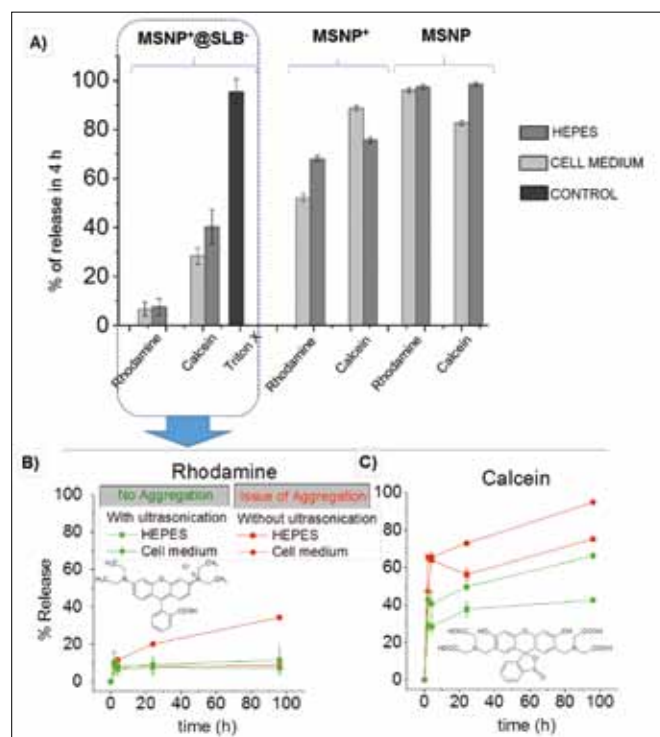 A)
MSNP⁺@SLB⁻
MSNP⁺
MSNP
% of release in 4 h
100
80
60
40
20
0
HEPES
CELL MEDIUM
CONTROL
Rhodamine
Calcein
Triton X
Rhodamine
Calcein
Rhodamine
Calcein
B)
Rhodamine
No Aggregation
Issue of Aggregation
With ultrasonication
Without ultrasonication
HEPES
HEPES
Cell medium
Cell medium
% Release
100
80
60
40
20
0
0 20 40 60 80 100
time (h)
C)
Calcein
100
80
60
40
20
0
0 20 40 60 80 100
time (h)